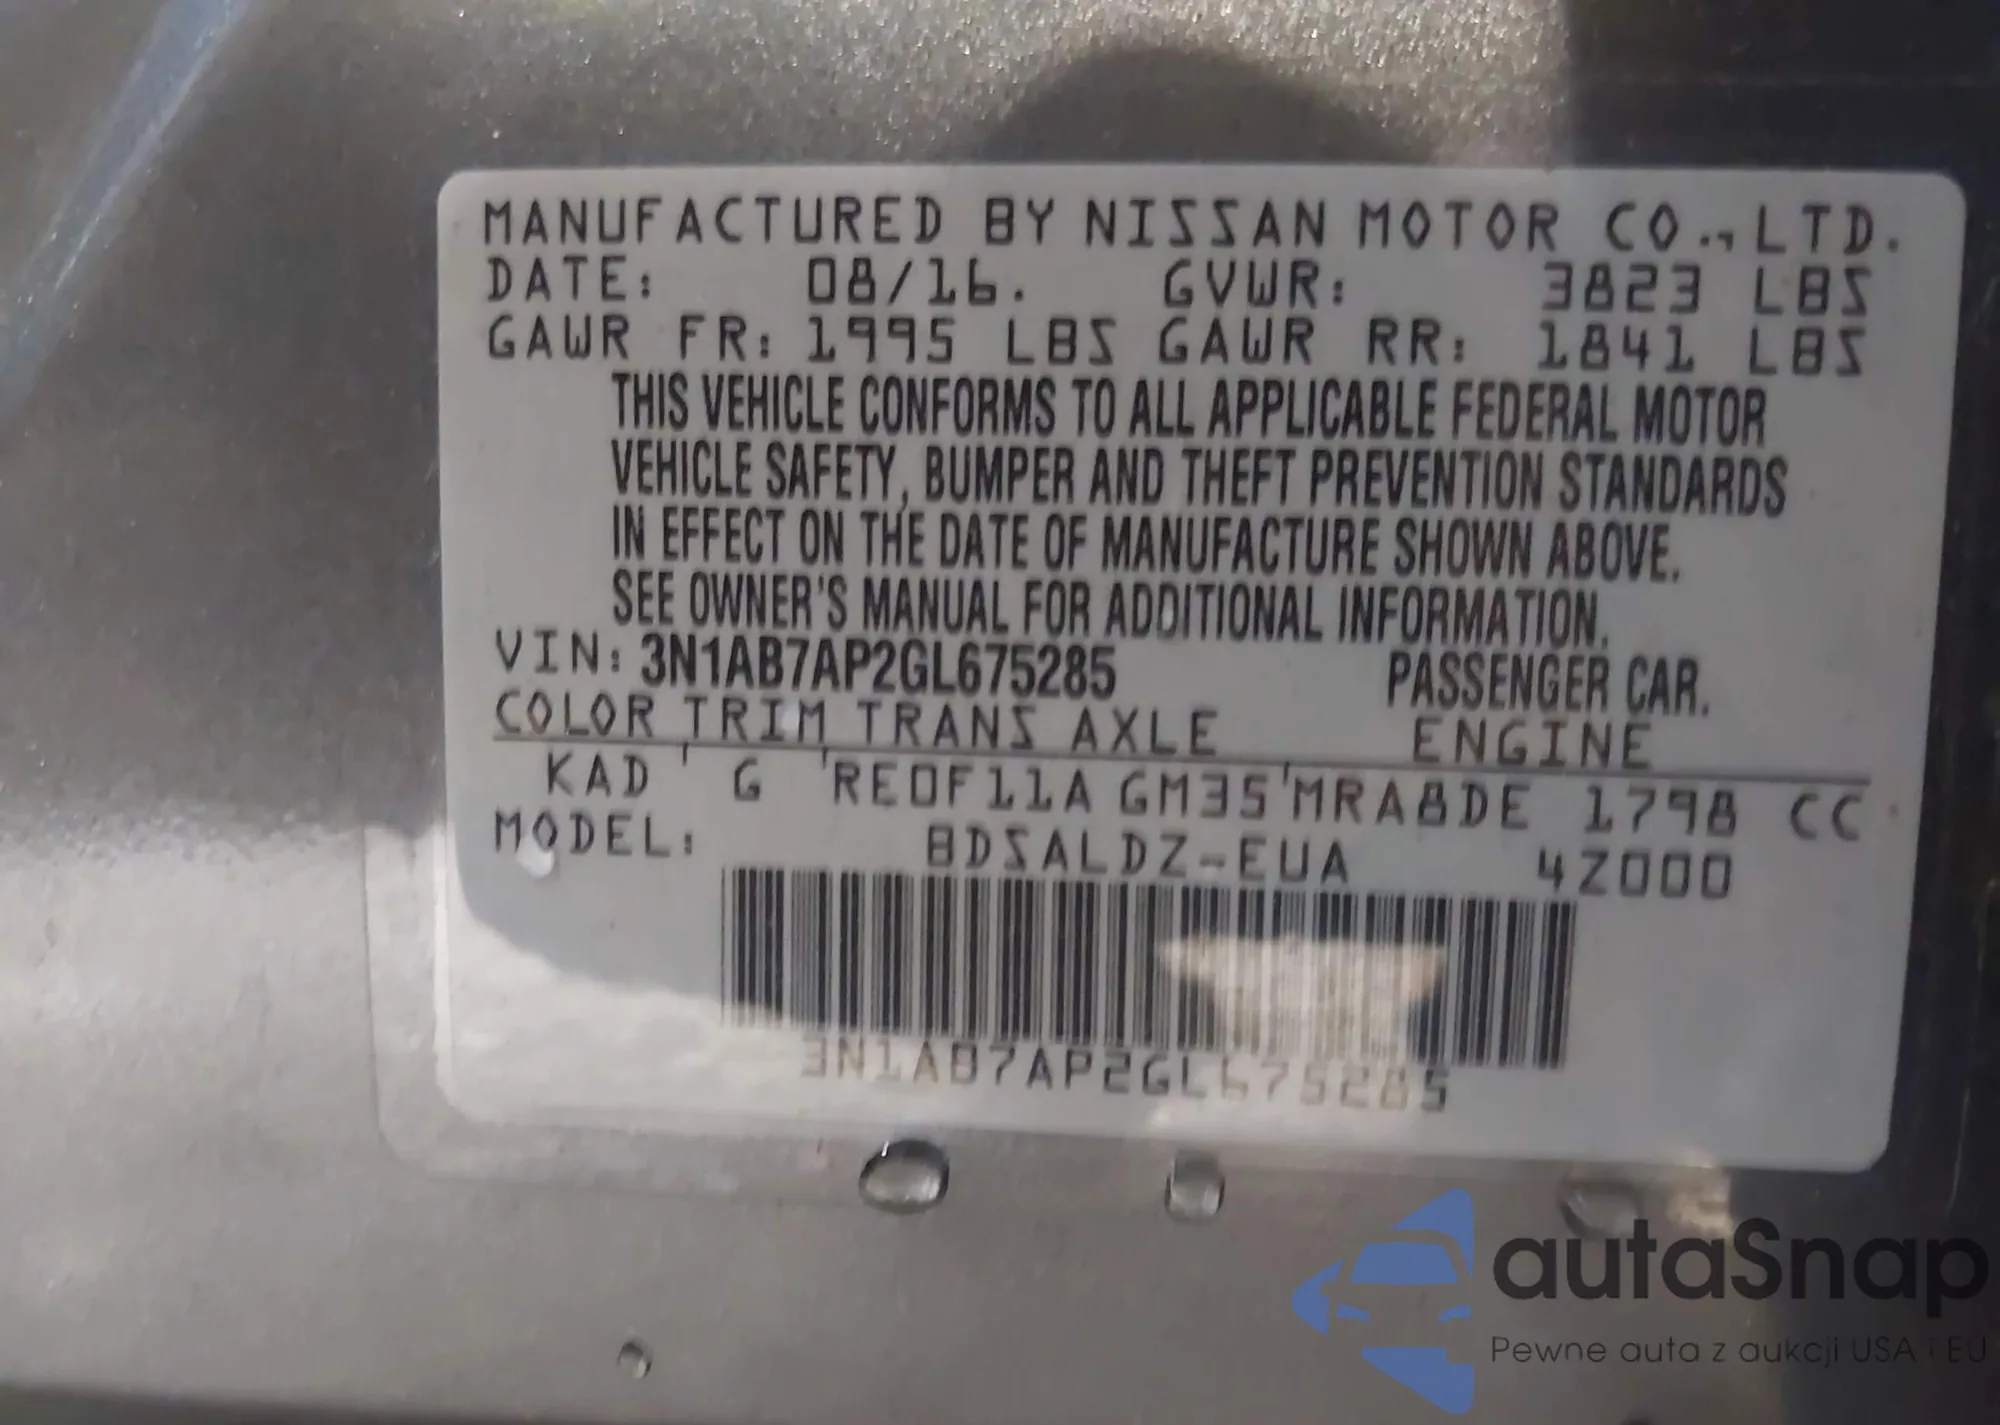 MANUFACTURED BY NISSAN MOTOR CO.,LTD.
DATE: 08/16. GVWR: 3823 LBS
GAWR FR: 1995 LBS GAWR RR: 1841 LBS
THIS VEHICLE CONFORMS TO ALL APPLICABLE FEDERAL MOTOR
VEHICLE SAFETY, BUMPER AND THEFT PREVENTION STANDARDS
IN EFFECT ON THE DATE OF MANUFACTURE SHOWN ABOVE.
SEE OWNER'S MANUAL FOR ADDITIONAL INFORMATION.
VIN: 3N1AB7AP2GL675285 PASSENGER CAR.
COLOR TRIM TRANS AXLE ENGINE
KAD G RE0F11A GM35 MRA8DE 1798 CC
MODEL: BDSALDZ-EUA 4Z000
3N1AB7AP2GL675285
autaSnap
Pewne auta z aukcji USA i EU